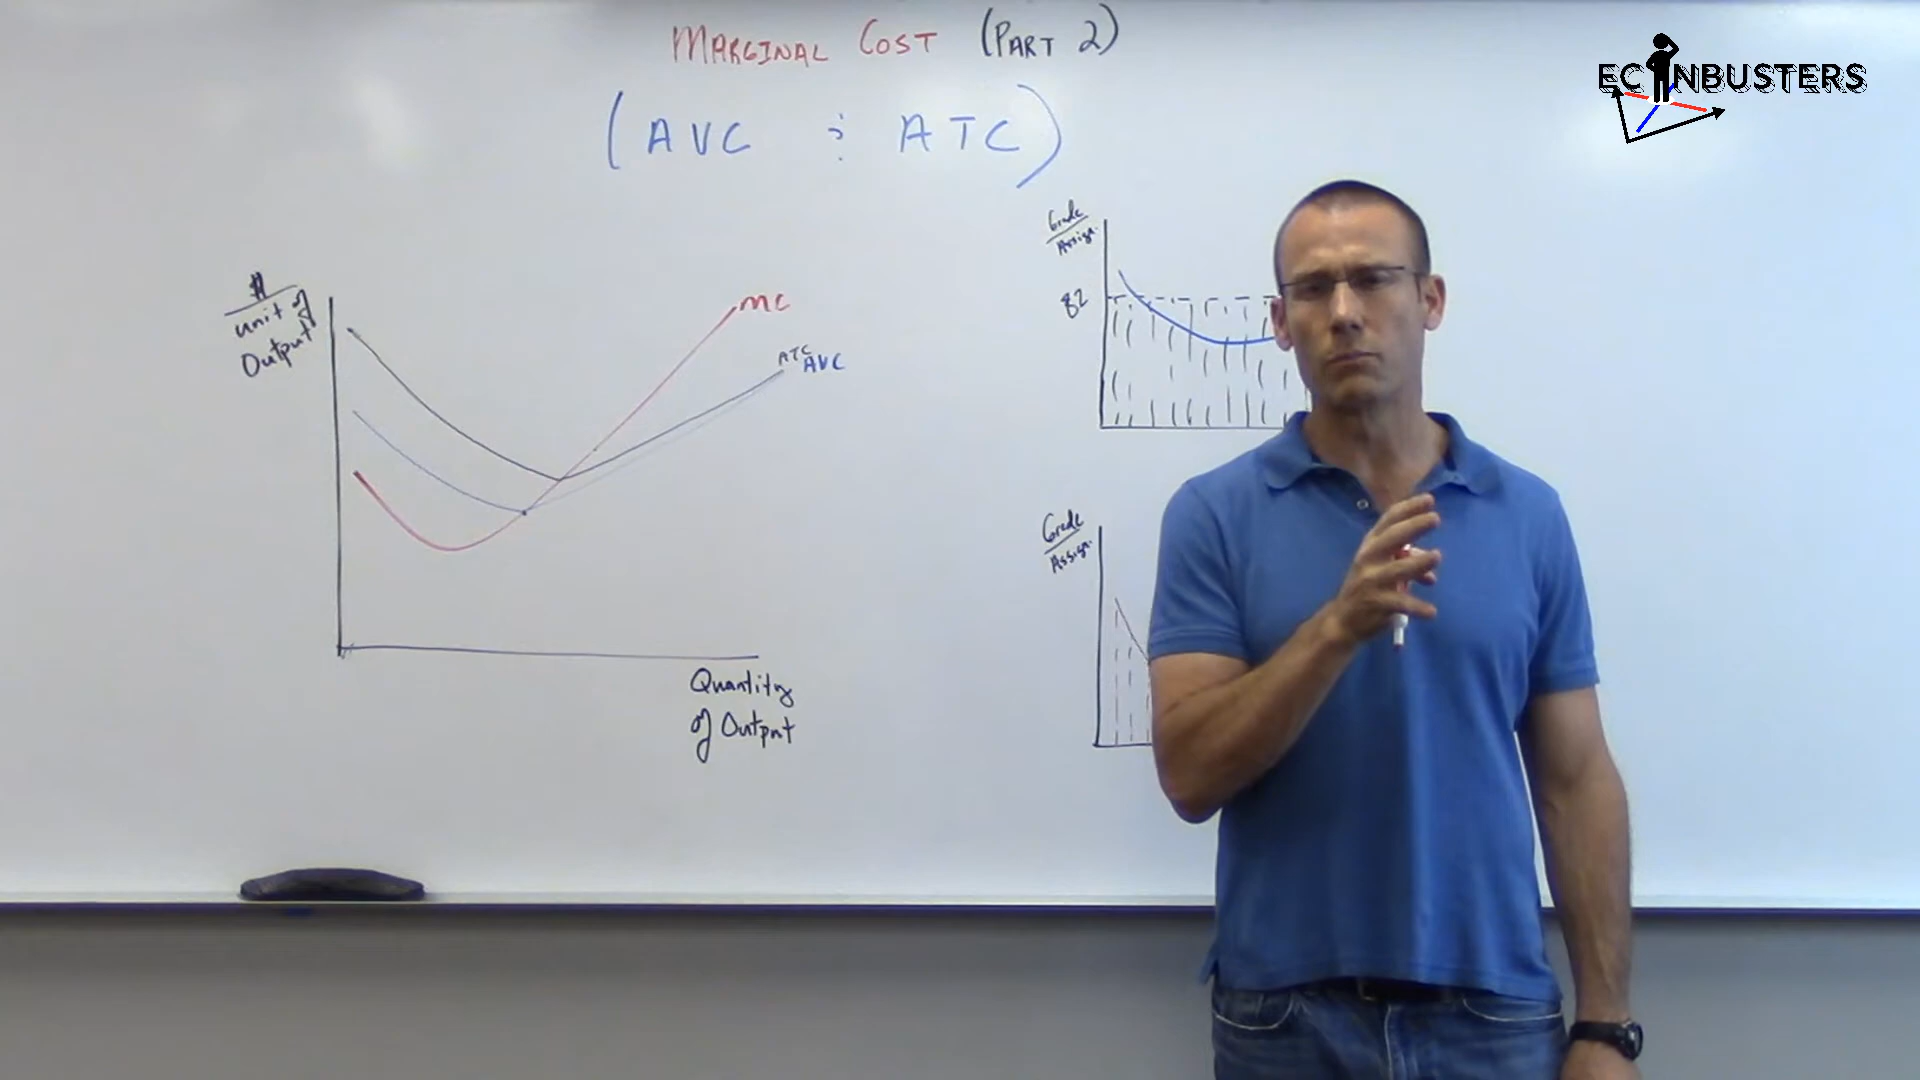 MARGINAL COST (PART 2)
(AVC & ATC)
ECONBUSTERS
$
unit of
Output
MC
ATC
AVC
Quantity
of Output
Grade
Assign.
82
Grade
Assign.